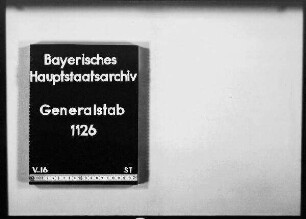 Bayerisches
Hauptstaatsarchiv
Generalstab
1126
V-16 ST